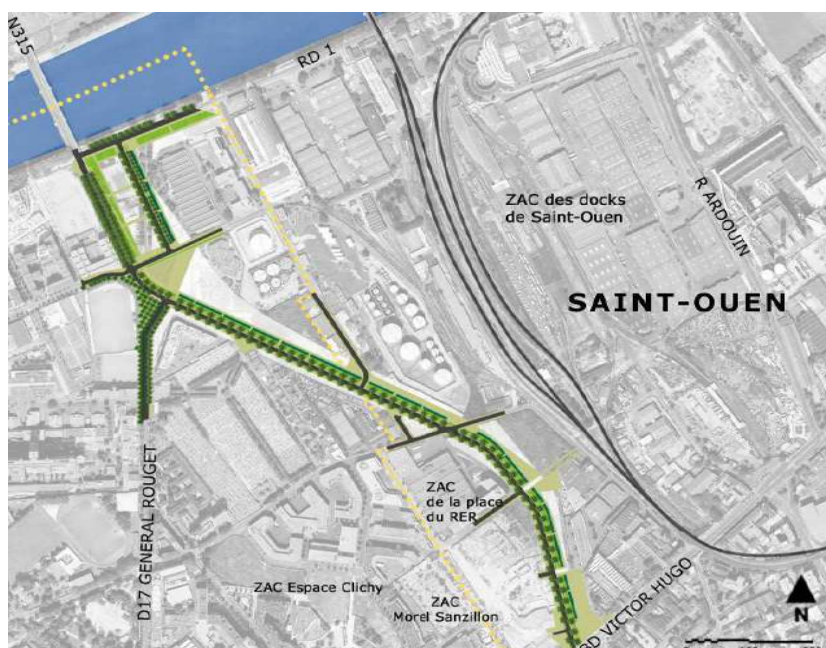 N315
RD 1
ZAC des docks
de Saint-Ouen
R ARDOUIN
SAINT-OUEN
D17 GENERAL ROUGET
ZAC
de la place
du RER
ZAC Espace Clichy
ZAC
Morel Sanzillon
BD VICTOR HUGO
N